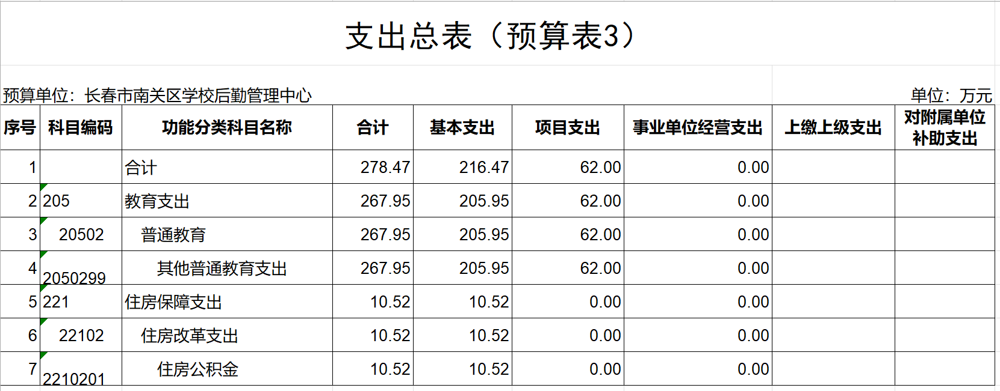 支出总表（预算表3）
预算单位：长春市南关区学校后勤管理中心 单位：万元
序号 科目编码 功能分类科目名称 合计 基本支出 项目支出 事业单位经营支出 上缴上级支出 对附属单位
补助支出
1 合计 278.47 216.47 62.00 0.00
2 205 教育支出 267.95 205.95 62.00 0.00
3 20502 普通教育 267.95 205.95 62.00 0.00
4 2050299 其他普通教育支出 267.95 205.95 62.00 0.00
5 221 住房保障支出 10.52 10.52 0.00 0.00
6 22102 住房改革支出 10.52 10.52 0.00 0.00
7 2210201 住房公积金 10.52 10.52 0.00 0.00